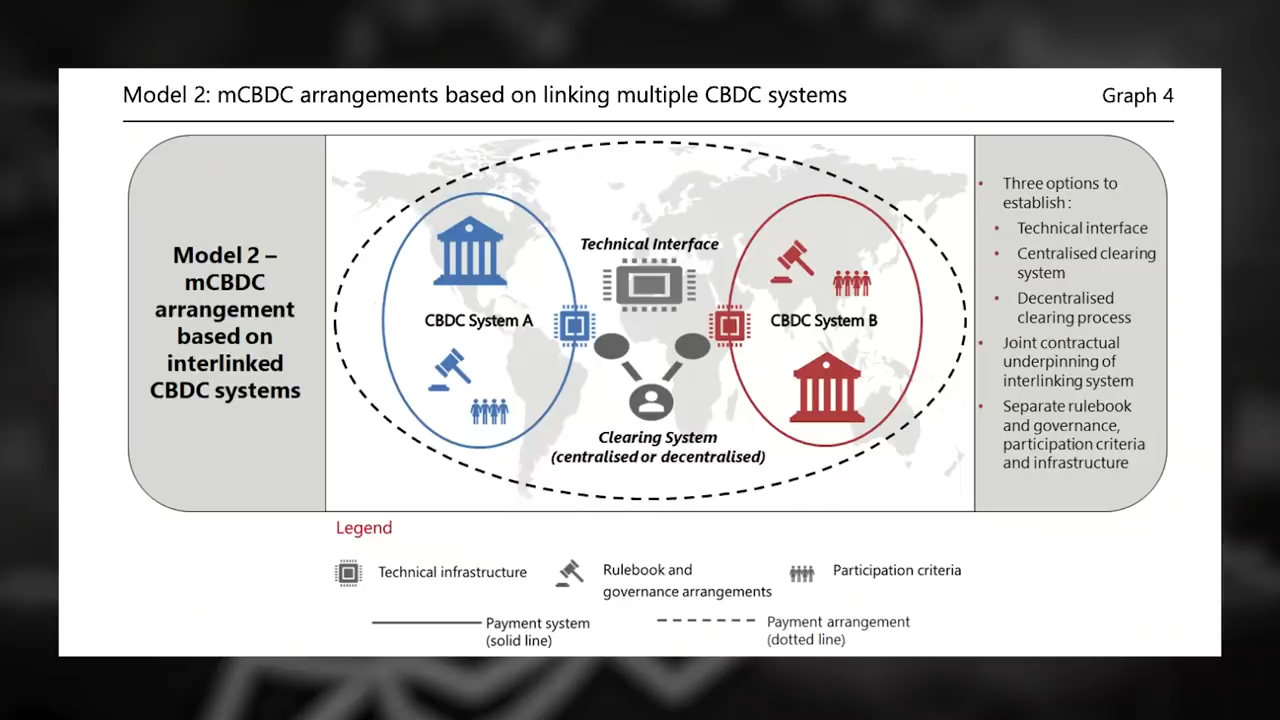 Model 2: mCBDC arrangements based on linking multiple CBDC systems
Graph 4
Model 2 –
mCBDC
arrangement
based on
interlinked
CBDC systems
Technical Interface
CBDC System A
CBDC System B
Clearing System
(centralised or decentralised)
• Three options to
establish :
• Technical interface
• Centralised clearing
system
• Decentralised
clearing process
• Joint contractual
underpinning of
interlinking system
• Separate rulebook
and governance,
participation criteria
and infrastructure
Legend
Technical infrastructure
Rulebook and
governance arrangements
Participation criteria
Payment system
(solid line)
Payment arrangement
(dotted line)